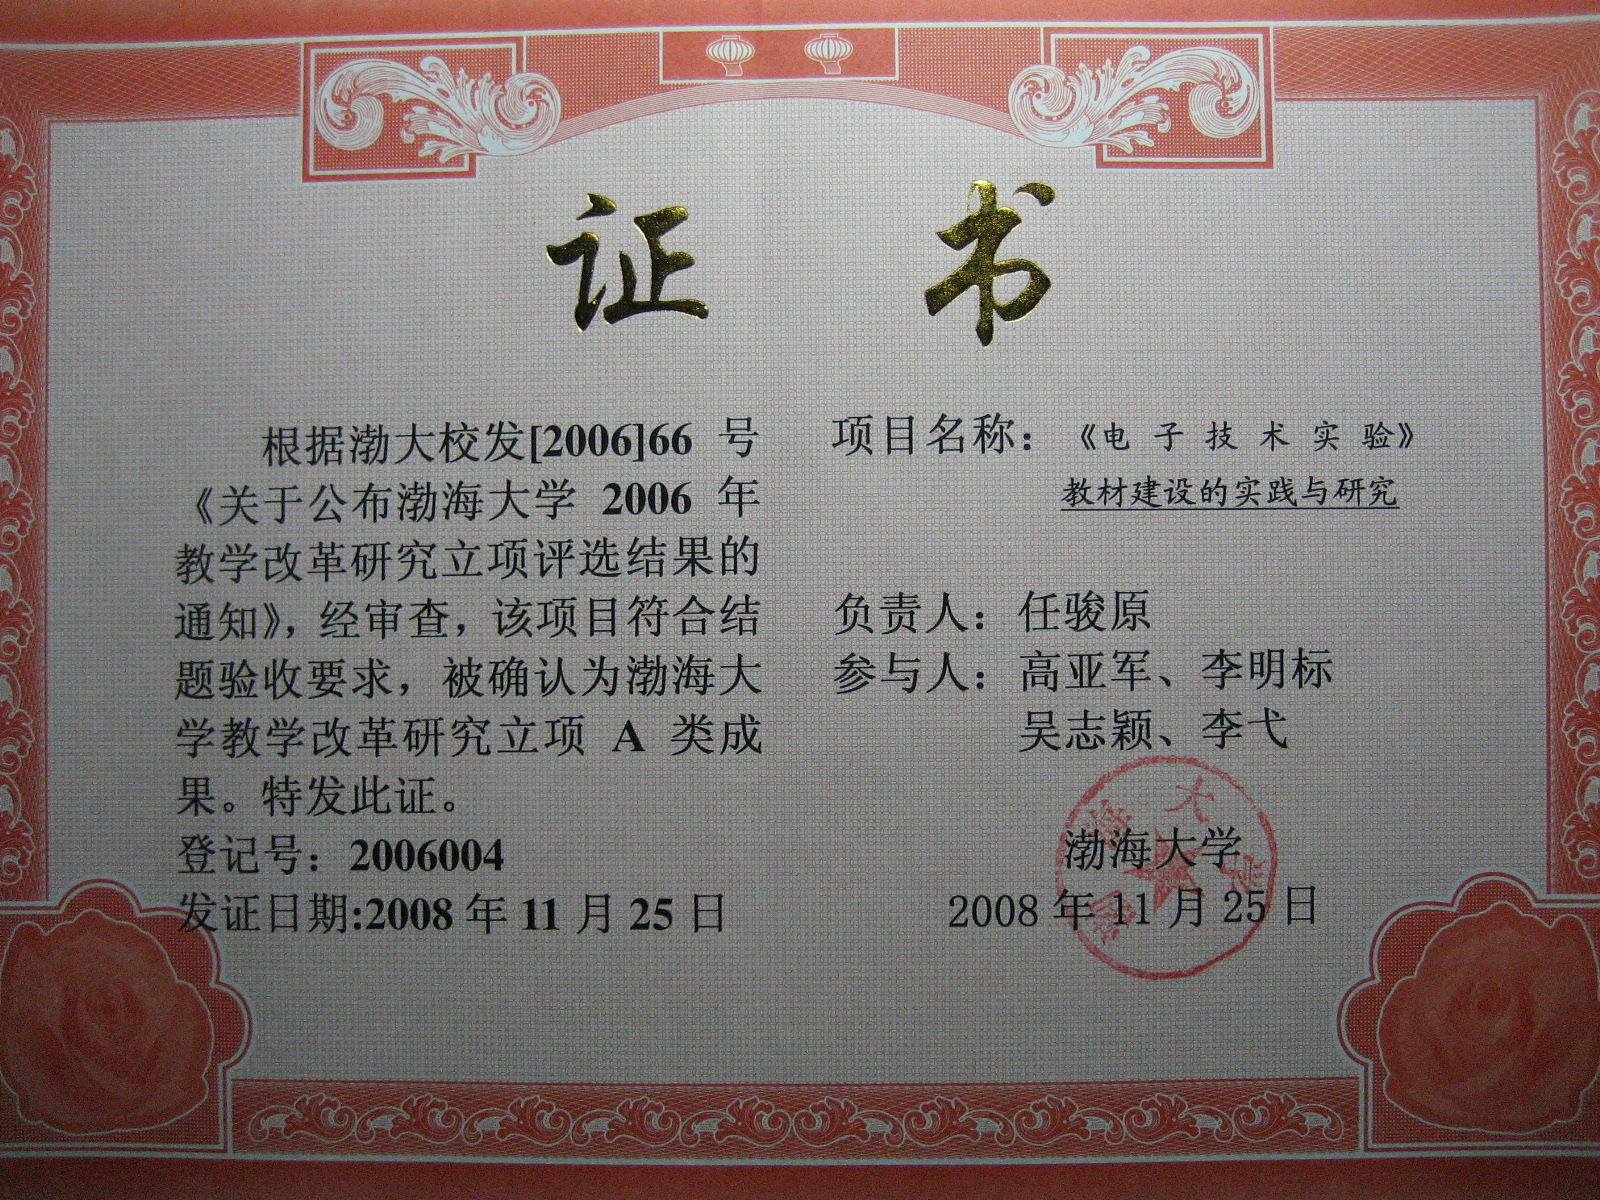 证 书
根据渤大校发[2006]66 号
《关于公布渤海大学 2006 年
教学改革研究立项评选结果的
通知》，经审查，该项目符合结
题验收要求，被确认为渤海大
学教学改革研究立项 A 类成
果。特发此证。
登记号：2006004
发证日期:2008 年 11 月 25 日
项目名称：《电 子 技 术 实 验》
教材建设的实践与研究
负责人：任骏原
参与人：高亚军、李明标
吴志颖、李弋
渤海大学
2008 年 11 月 25 日
渤海大学